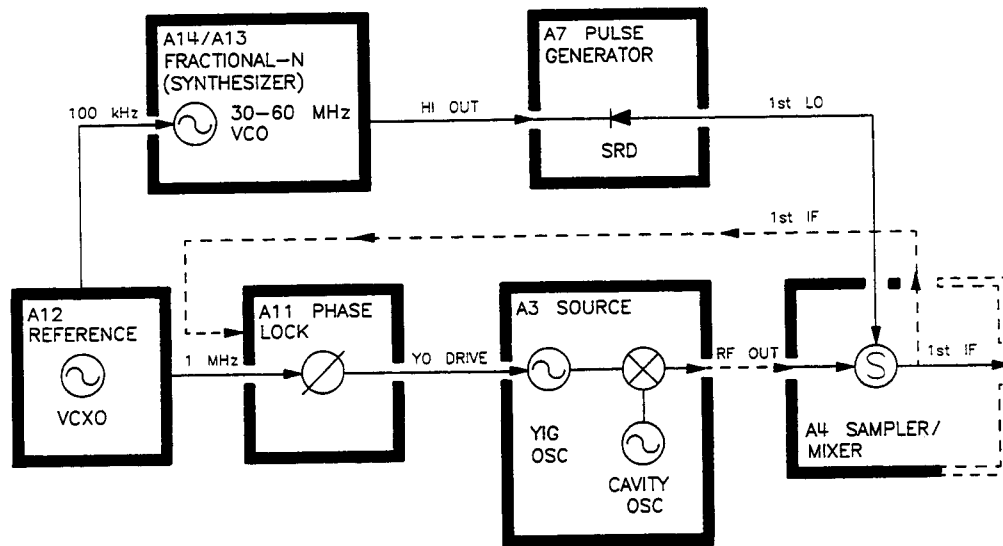 A14/A13
FRACTIONAL-N
(SYNTHESIZER)
30-60 MHz
VCO
100 kHz
HI OUT
A7 PULSE
GENERATOR
SRD
1st LO
1st IF
A12
REFERENCE
VCXO
1 MHz
A11 PHASE
LOCK
YO DRIVE
A3 SOURCE
YIG
OSC
CAVITY
OSC
RF OUT
S
1st IF
A4 SAMPLER/
MIXER